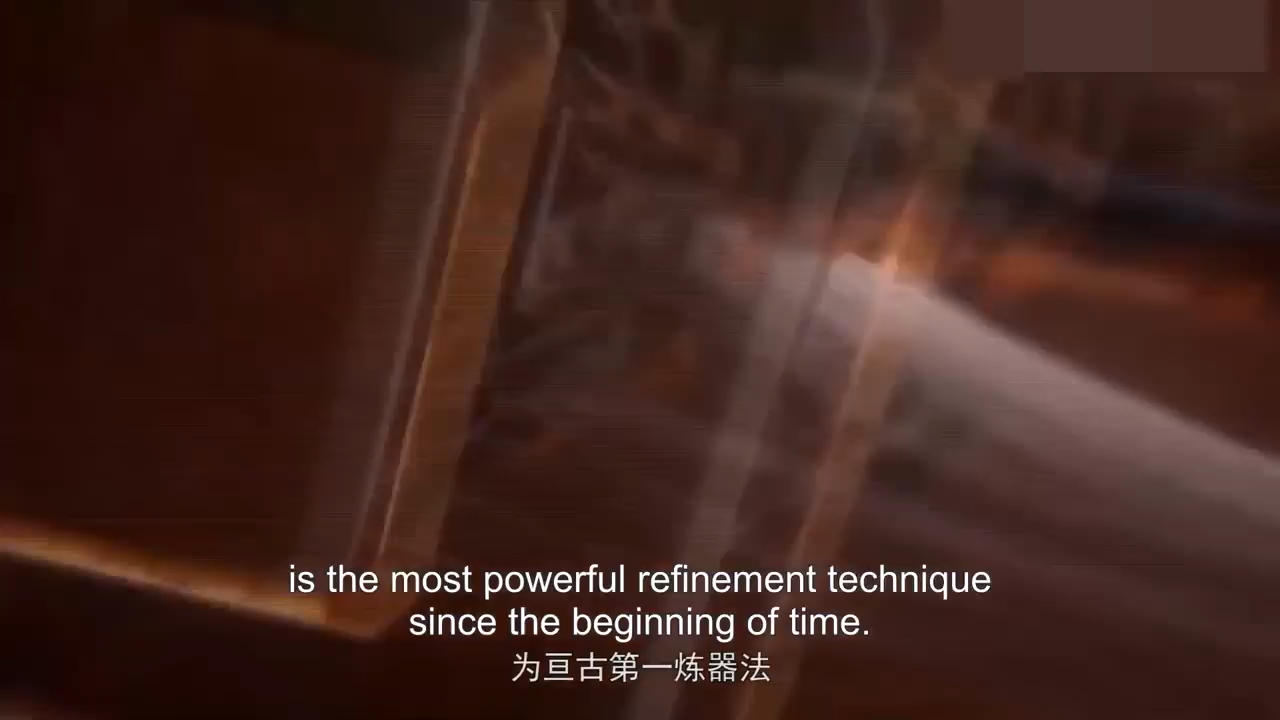 is the most powerful refinement technique
since the beginning of time.
为亘古第一炼器法